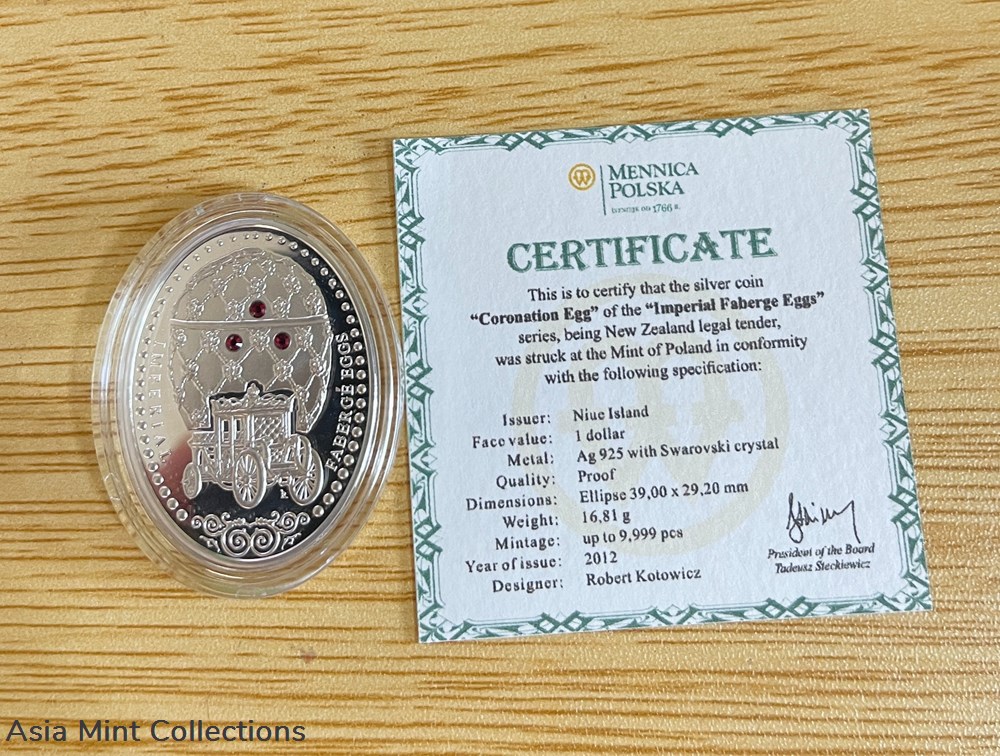 IMPERIAL
FABERGÉ EGGS
MENNICA
POLSKA
ISTNIEJE OD 1766 R.
CERTIFICATE
This is to certify that the silver coin
“Coronation Egg” of the “Imperial Faberge Eggs”
series, being New Zealand legal tender,
was struck at the Mint of Poland in conformity
with the following specification:
Issuer: Niue Island
Face value: 1 dollar
Metal: Ag 925 with Swarovski crystal
Quality: Proof
Dimensions: Ellipse 39,00 x 29,20 mm
Weight: 16,81 g
Mintage: up to 9,999 pcs
Year of issue: 2012
Designer: Robert Kotowicz
President of the Board
Tadeusz Steckiewicz
Asia Mint Collections